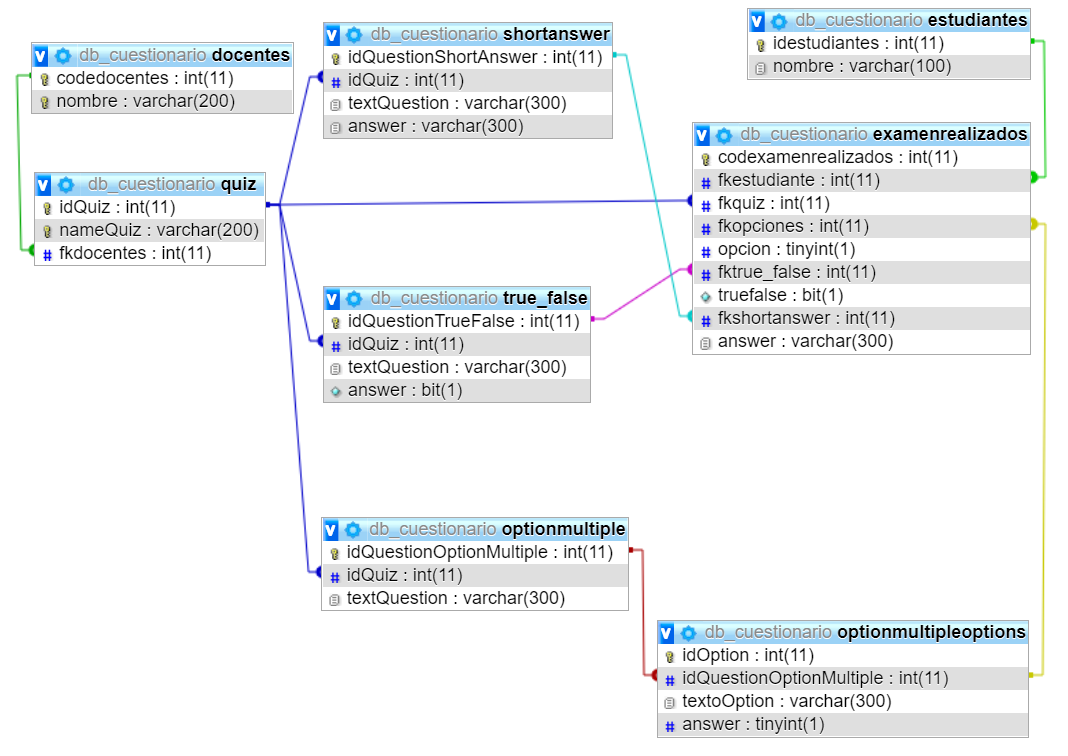 db_cuestionario docentes
codedocentes : int(11)
nombre : varchar(200)
db_cuestionario quiz
idQuiz : int(11)
nameQuiz : varchar(200)
fkdocentes : int(11)
db_cuestionario shortanswer
idQuestionShortAnswer : int(11)
idQuiz : int(11)
textQuestion : varchar(300)
answer : varchar(300)
db_cuestionario true_false
idQuestionTrueFalse : int(11)
idQuiz : int(11)
textQuestion : varchar(300)
answer : bit(1)
db_cuestionario optionmultiple
idQuestionOptionMultiple : int(11)
idQuiz : int(11)
textQuestion : varchar(300)
db_cuestionario estudiantes
idestudiantes : int(11)
nombre : varchar(100)
db_cuestionario examenrealizados
codexamenrealizados : int(11)
fkestudiante : int(11)
fkquiz : int(11)
fkopciones : int(11)
opcion : tinyint(1)
fktrue_false : int(11)
truefalse : bit(1)
fkshortanswer : int(11)
answer : varchar(300)
db_cuestionario optionmultipleoptions
idOption : int(11)
idQuestionOptionMultiple : int(11)
textoOption : varchar(300)
answer : tinyint(1)